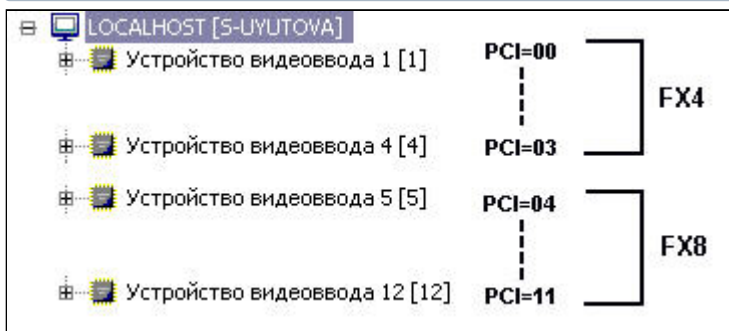 LOCALHOST [S-UYUTOVA]
Устройство видеоввода 1 [1] PCI=00
FX4
Устройство видеоввода 4 [4] PCI=03
Устройство видеоввода 5 [5] PCI=04
FX8
Устройство видеоввода 12 [12] PCI=11